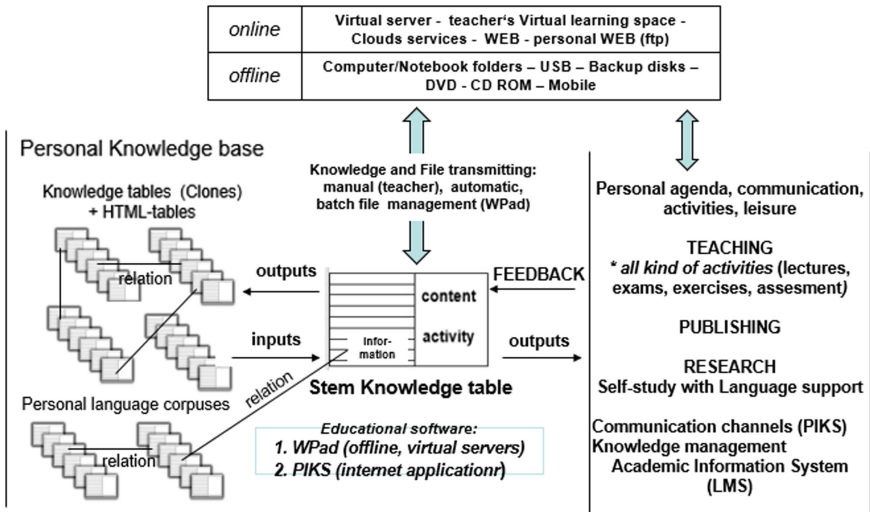 online
Virtual server - teacher‘s Virtual learning space -
Clouds services - WEB - personal WEB (ftp)
offline
Computer/Notebook folders – USB – Backup disks –
DVD - CD ROM – Mobile
Personal Knowledge base
Knowledge tables (Clones)
+ HTML-tables
relation
Knowledge and File transmitting:
manual (teacher), automatic,
batch file management (WPad)
outputs
inputs
content
activity
Infor-
mation
Stem Knowledge table
FEEDBACK
outputs
relation
Personal language corpuses
relation
Educational software:
1. WPad (offline, virtual servers)
2. PIKS (internet applicationr)
Personal agenda, communication,
activities, leisure
TEACHING
* all kind of activities (lectures,
exams, exercises, assesment)
PUBLISHING
RESEARCH
Self-study with Language support
Communication channels (PIKS)
Knowledge management
Academic Information System
(LMS)